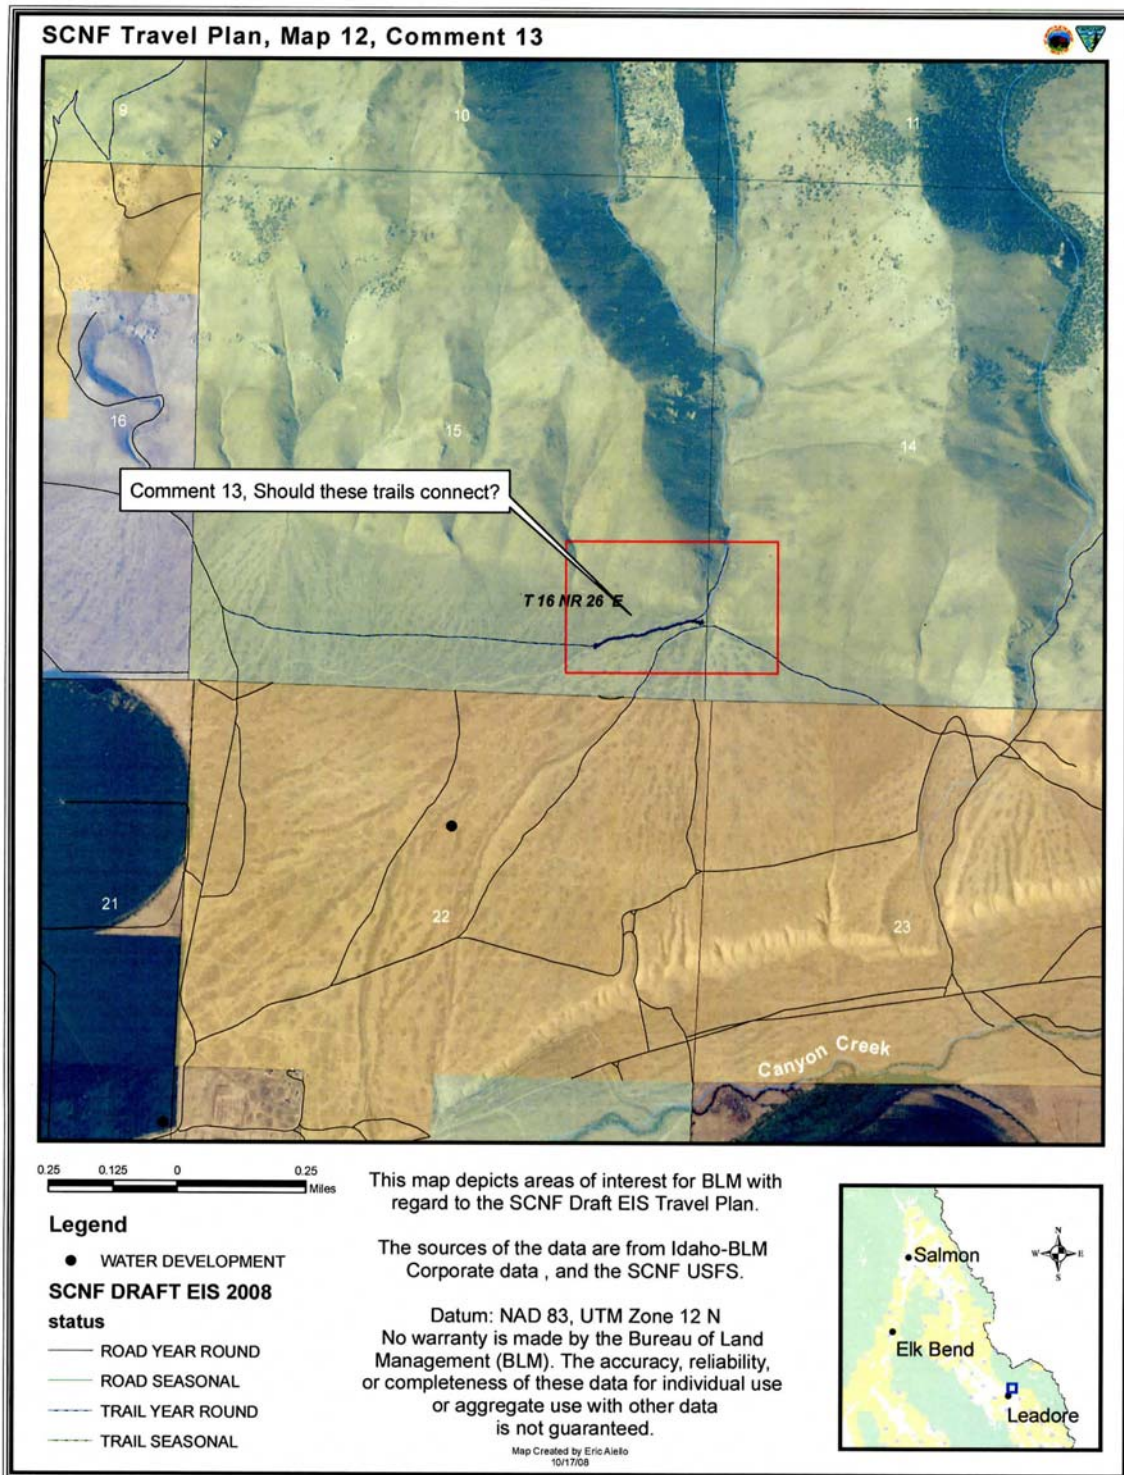 SCNF Travel Plan, Map 12, Comment 13
9
10
11
16
15
14
Comment 13, Should these trails connect?
T 16 NR 26 E
21
22
23
Canyon Creek
0.25 0.125 0 0.25
Miles
Legend
WATER DEVELOPMENT
SCNF DRAFT EIS 2008
status
ROAD YEAR ROUND
ROAD SEASONAL
TRAIL YEAR ROUND
TRAIL SEASONAL
This map depicts areas of interest for BLM with
regard to the SCNF Draft EIS Travel Plan.
The sources of the data are from Idaho-BLM
Corporate data , and the SCNF USFS.
Datum: NAD 83, UTM Zone 12 N
No warranty is made by the Bureau of Land
Management (BLM). The accuracy, reliability,
or completeness of these data for individual use
or aggregate use with other data
is not guaranteed.
Map Created by Eric Aiello
10/17/08
N
W E
S
Salmon
Elk Bend
Leadore